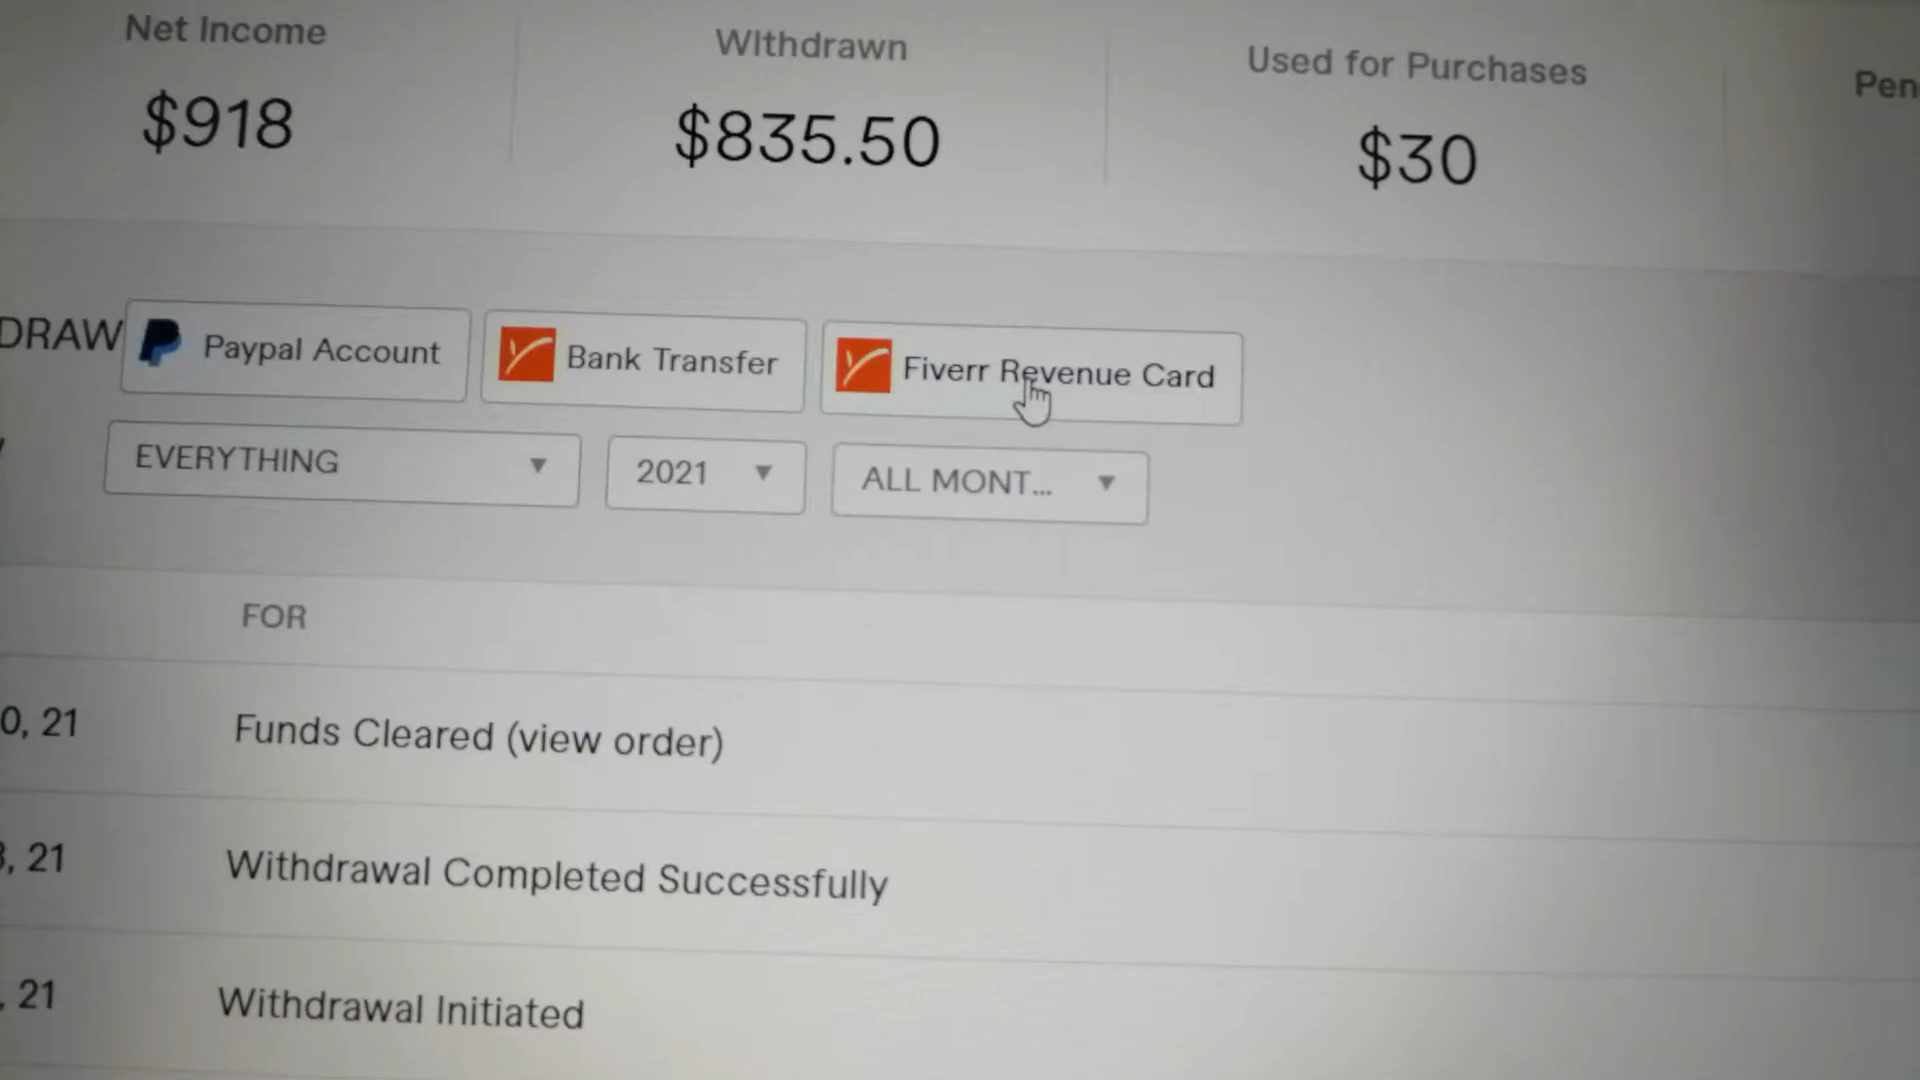 Net Income
Withdrawn
Used for Purchases
Pen
$918
$835.50
$30
DRAW
Paypal Account
Bank Transfer
Fiverr Revenue Card
EVERYTHING
2021
ALL MONT...
FOR
0, 21
Funds Cleared (view order)
, 21
Withdrawal Completed Successfully
, 21
Withdrawal Initiated